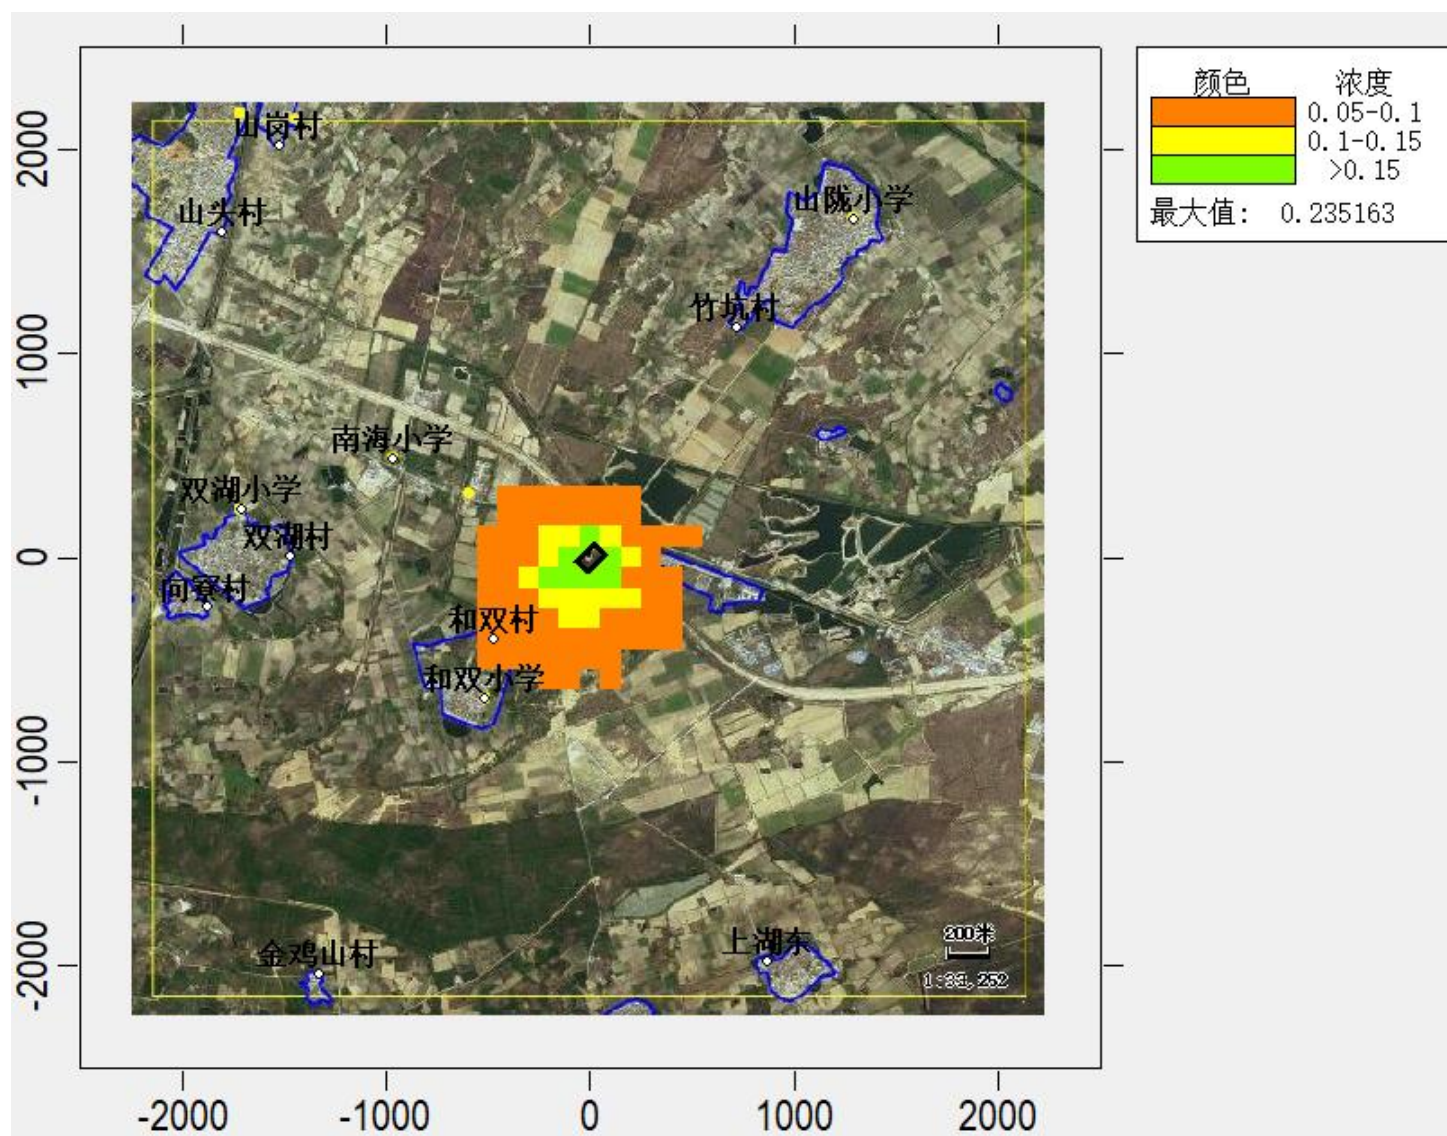 颜色 浓度
0.05-0.1
0.1-0.15
>0.15
最大值: 0.235163
2000
1000
0
-1000
-2000
山岗村
山头村
山陇小学
竹坑村
南海小学
双湖小学
双湖村
向寮村
和双村
和双小学
金鸡山村
上湖东
200米
1:33,252
-2000 -1000 0 1000 2000